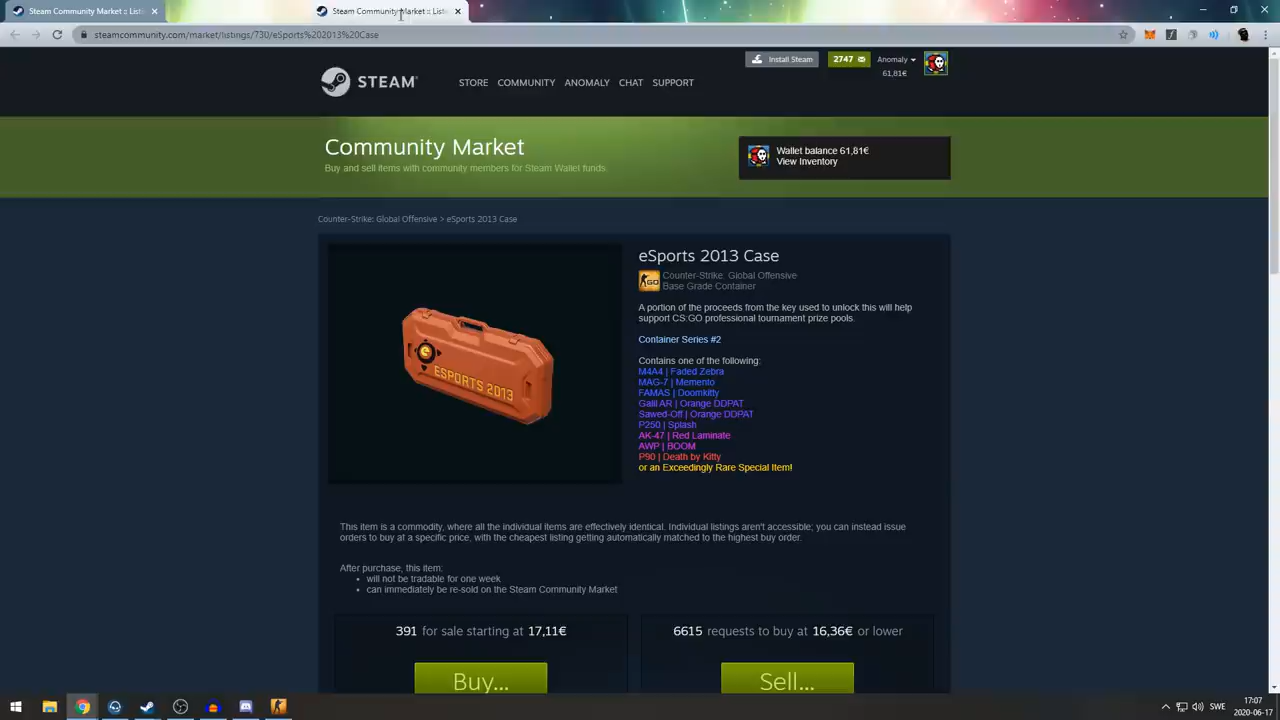 Steam Community Market :: List
Steam Community Market :: Liste
steamcommunity.com/market/listings/730/eSports%202013%20Case
Install Steam
2747
Anomaly
61,81€
STEAM
STORE COMMUNITY ANOMALY CHAT SUPPORT
Community Market
Buy and sell items with community members for Steam Wallet funds.
Wallet balance 61,81€
View Inventory
Counter-Strike: Global Offensive > eSports 2013 Case
ESPORTS 2013
eSports 2013 Case
GO
Counter-Strike: Global Offensive
Base Grade Container
A portion of the proceeds from the key used to unlock this will help
support CS:GO professional tournament prize pools.
Container Series #2
Contains one of the following:
M4A4 | Faded Zebra
MAG-7 | Memento
FAMAS | Doomkitty
Galil AR | Orange DDPAT
Sawed-Off | Orange DDPAT
P250 | Splash
AK-47 | Red Laminate
AWP | BOOM
P90 | Death by Kitty
or an Exceedingly Rare Special Item!
This item is a commodity, where all the individual items are effectively identical. Individual listings aren't accessible; you can instead issue
orders to buy at a specific price, with the cheapest listing getting automatically matched to the highest buy order.
After purchase, this item:
will not be tradable for one week
can immediately be re-sold on the Steam Community Market
391 for sale starting at 17,11€
6615 requests to buy at 16,36€ or lower
Buy...
Sell...
SWE
17:07
2020-06-17